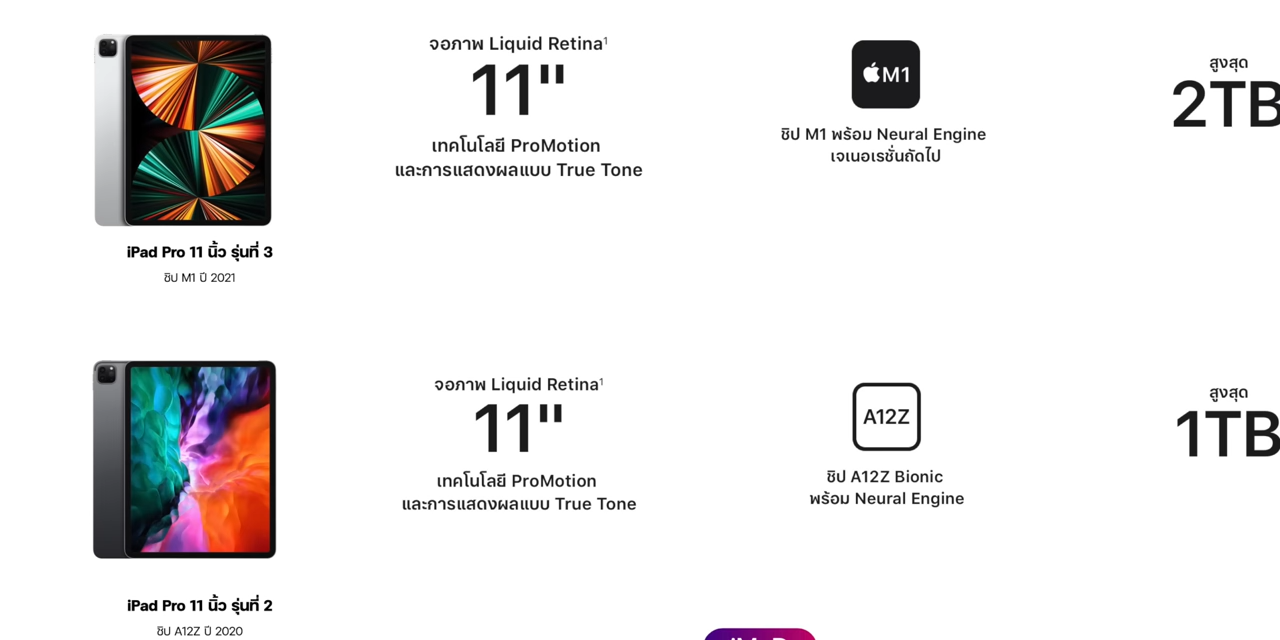 จอภาพ Liquid Retina¹
11"
เทคโนโลยี ProMotion
และการแสดงผลแบบ True Tone
M1
ชิป M1 พร้อม Neural Engine
เจเนอเรชั่นถัดไป
สูงสุด
2TB
iPad Pro 11 นิ้ว รุ่นที่ 3
ชิป M1 ปี 2021
จอภาพ Liquid Retina¹
11"
เทคโนโลยี ProMotion
และการแสดงผลแบบ True Tone
A12Z
ชิป A12Z Bionic
พร้อม Neural Engine
สูงสุด
1TB
iPad Pro 11 นิ้ว รุ่นที่ 2
ชิป A12Z ปี 2020